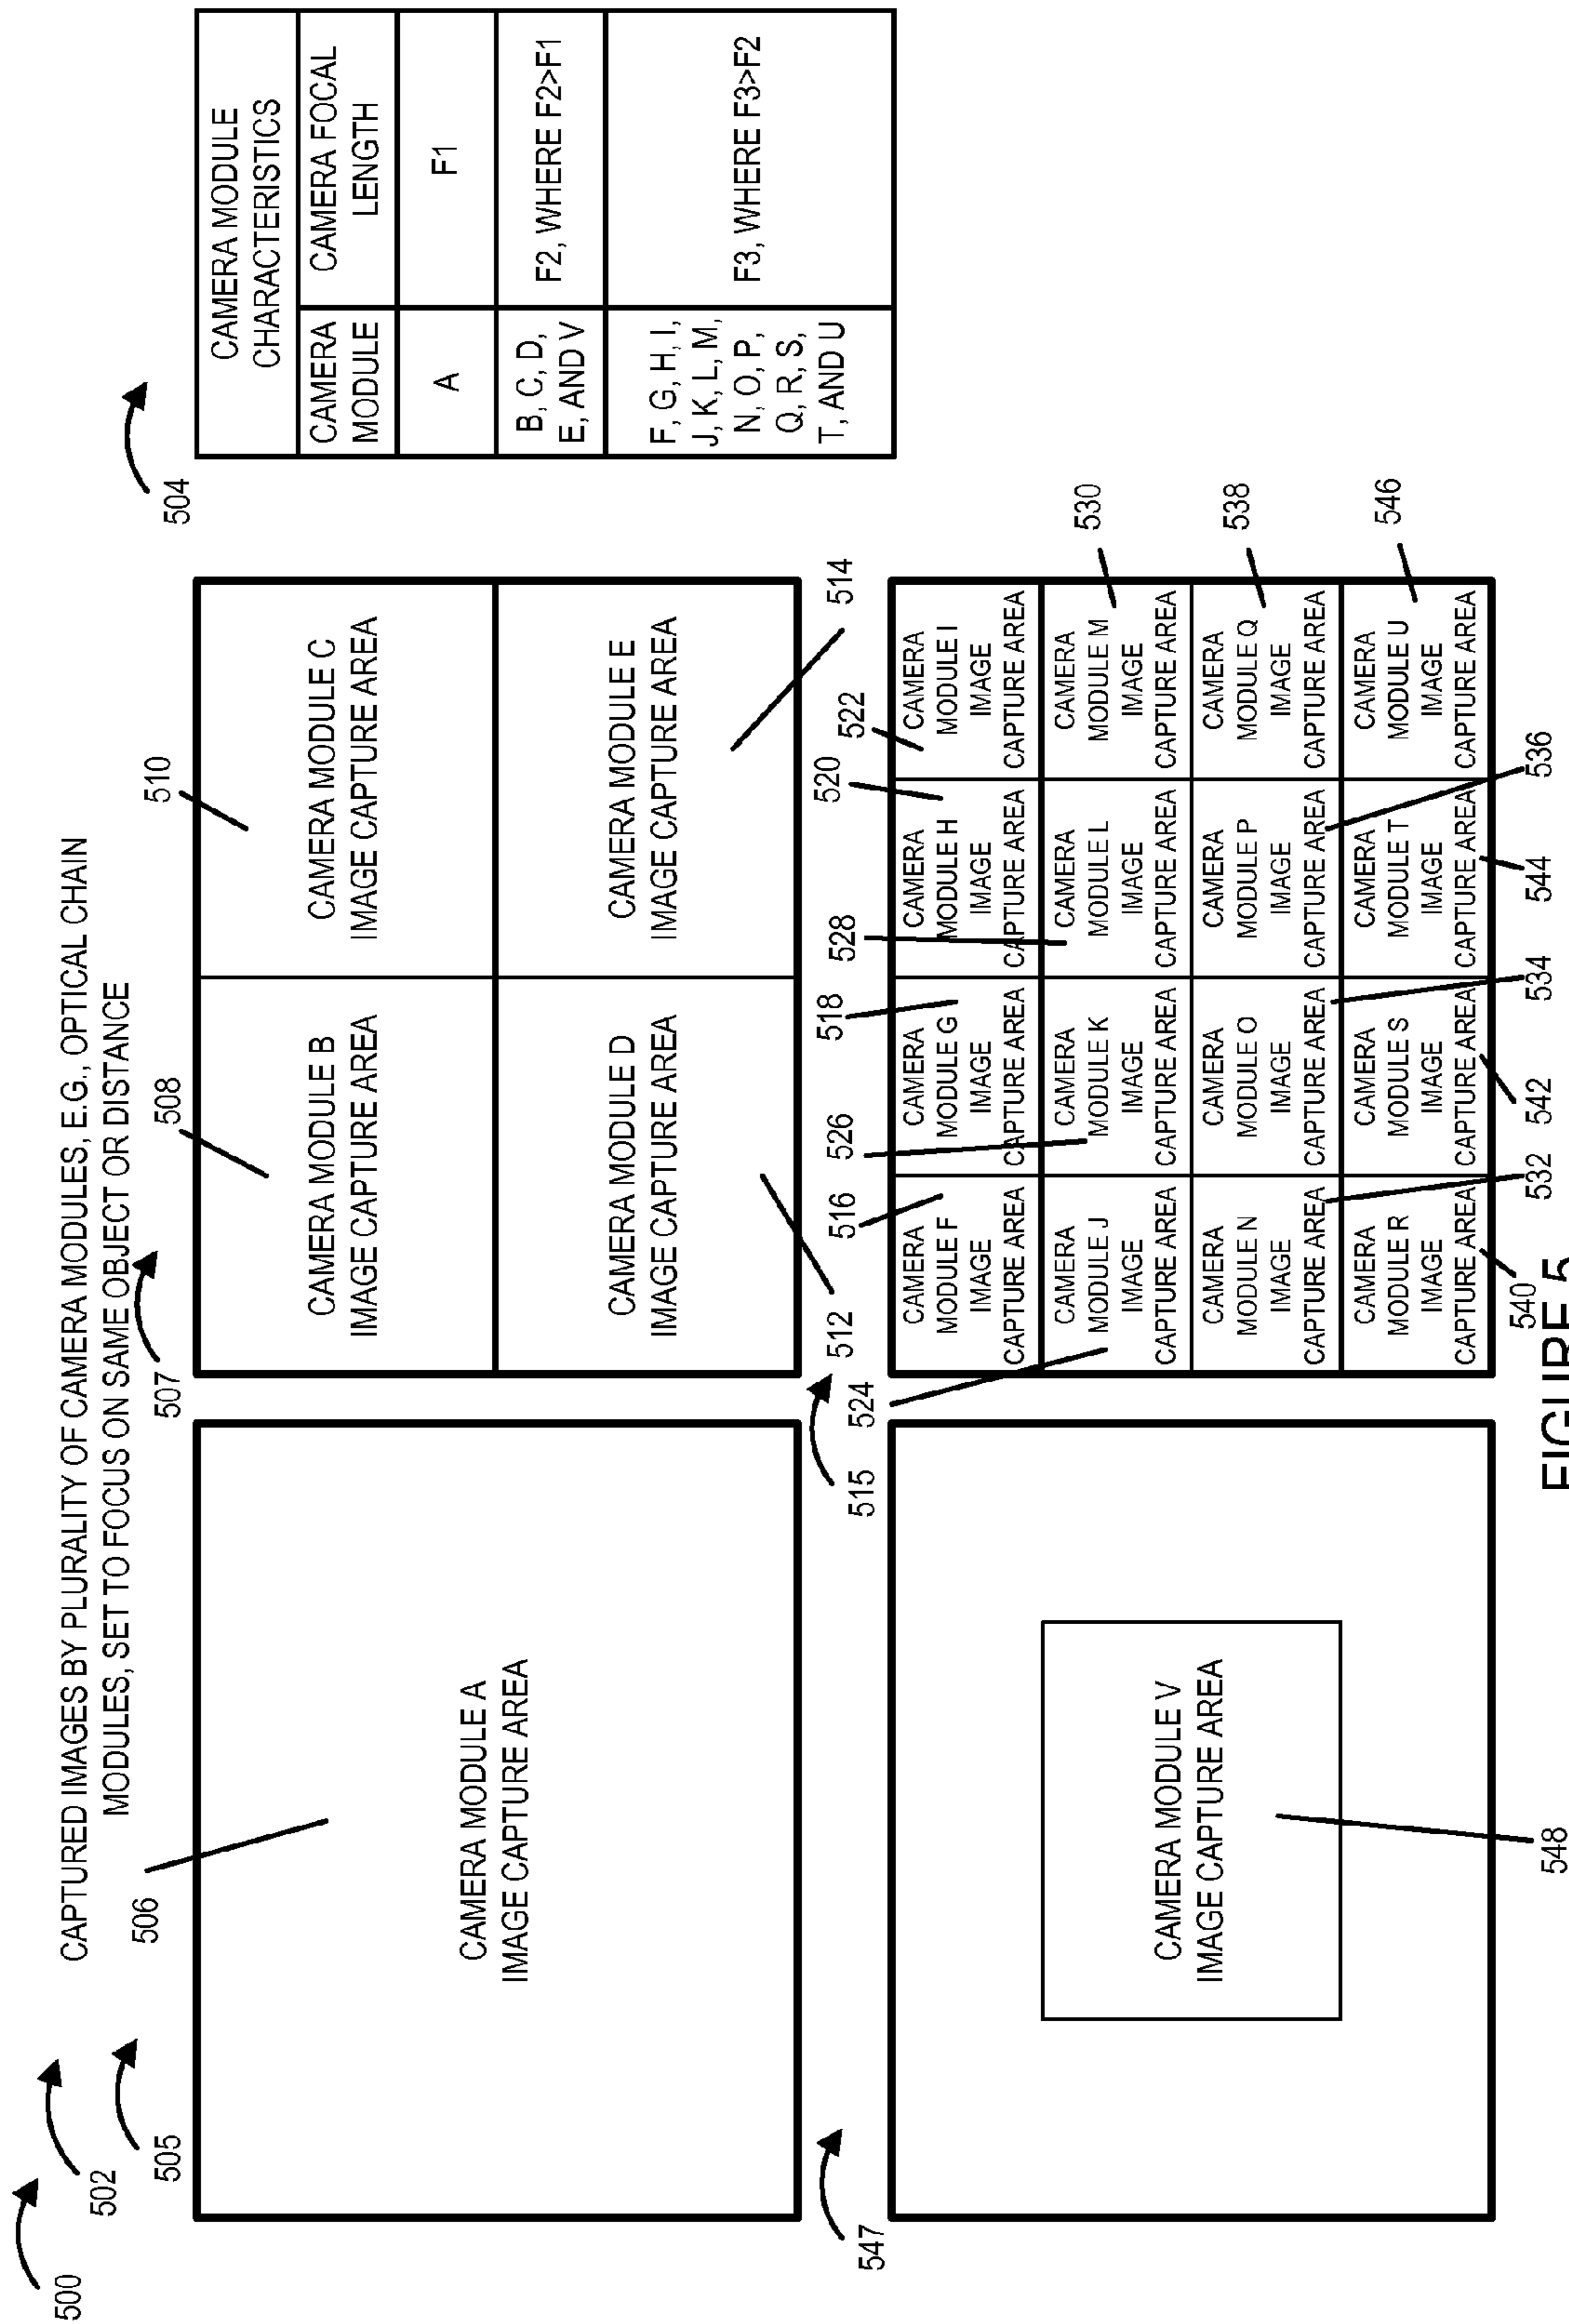 500
502
CAPTURED IMAGES BY PLURALITY OF CAMERA MODULES, E.G., OPTICAL CHAIN
MODULES, SET TO FOCUS ON SAME OBJECT OR DISTANCE
504
CAMERA MODULE
CHARACTERISTICS
CAMERA
MODULE
CAMERA FOCAL
LENGTH
A
F1
B, C, D,
E, AND V
F2, WHERE F2>F1
F, G, H, I,
J, K, L, M,
N, O, P,
Q, R, S,
T, AND U
F3, WHERE F3>F2
505
506
CAMERA MODULE A
IMAGE CAPTURE AREA
507
508
CAMERA MODULE B
IMAGE CAPTURE AREA
510
CAMERA MODULE C
IMAGE CAPTURE AREA
CAMERA MODULE D
IMAGE CAPTURE AREA
512
CAMERA MODULE E
IMAGE CAPTURE AREA
514
547
CAMERA MODULE V
IMAGE CAPTURE AREA
548
515
524
516
526
518
528
520
522
CAMERA
MODULE F
IMAGE
CAPTURE AREA
CAMERA
MODULE G
IMAGE
CAPTURE AREA
CAMERA
MODULE H
IMAGE
CAPTURE AREA
CAMERA
MODULE I
IMAGE
CAPTURE AREA
CAMERA
MODULE J
IMAGE
CAPTURE AREA
CAMERA
MODULE K
IMAGE
CAPTURE AREA
CAMERA
MODULE L
IMAGE
CAPTURE AREA
CAMERA
MODULE M
IMAGE
CAPTURE AREA
530
CAMERA
MODULE N
IMAGE
CAPTURE AREA
CAMERA
MODULE O
IMAGE
CAPTURE AREA
CAMERA
MODULE P
IMAGE
CAPTURE AREA
CAMERA
MODULE Q
IMAGE
CAPTURE AREA
538
CAMERA
MODULE R
IMAGE
CAPTURE AREA
CAMERA
MODULE S
IMAGE
CAPTURE AREA
CAMERA
MODULE T
IMAGE
CAPTURE AREA
CAMERA
MODULE U
IMAGE
CAPTURE AREA
546
540
532
542
534
544
536
FIGURE 5